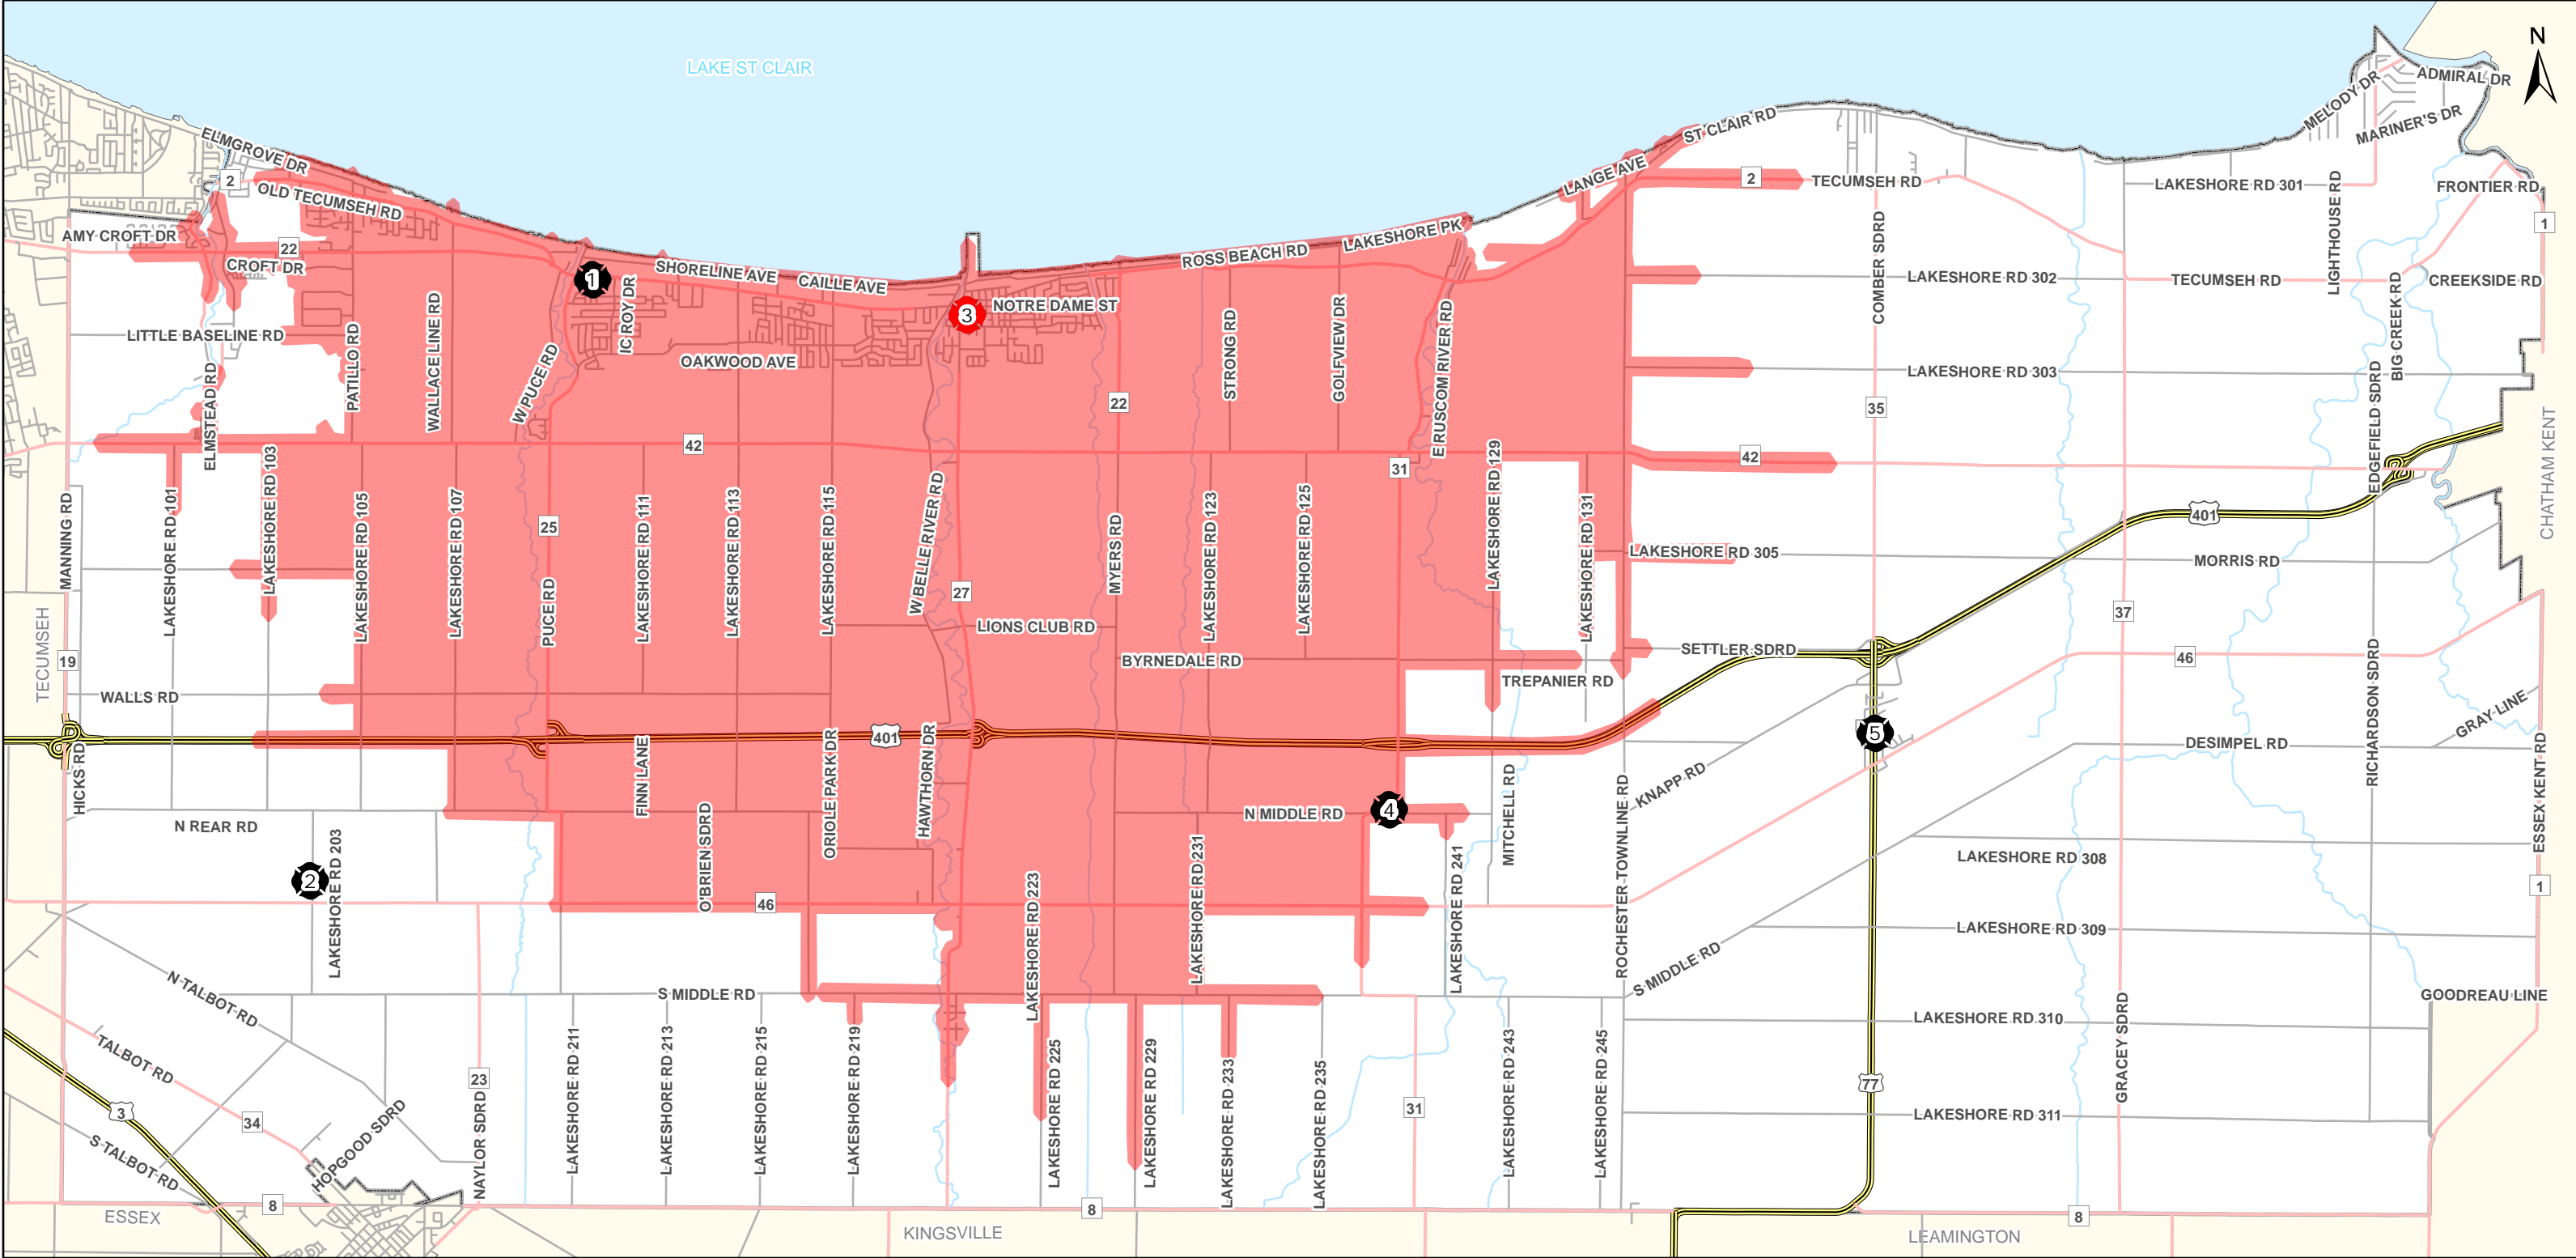 LAKE ST CLAIR
N
ADMIRAL DR
MELODY DR
MARINER'S DR
ELMGROVE DR
2
OLD TECUMSEH RD
ST CLAIR RD
LANGE AVE
2
TECUMSEH RD
LAKESHORE RD 301
LIGHTHOUSE RD
FRONTIER RD
1
AMY CROFT DR
22
CROFT DR
SHORELINE AVE
CAILLE AVE
ROSS BEACH RD
LAKESHORE PK
COMBER SDRD
LAKESHORE RD 302
TECUMSEH RD
CREEKSIDE RD
BIG CREEK RD
1
IC ROY DR
3
NOTRE DAME ST
LITTLE BASELINE RD
PATILLO RD
WALLACE LINE RD
W PUCE RD
OAKWOOD AVE
STRONG RD
GOLFVIEW DR
E RUSCOM RIVER RD
LAKESHORE RD 303
ELMSTEAD RD
22
35
EDGEFIELD SDRD
CHATHAM KENT
42
31
42
MANNING RD
LAKESHORE RD 101
LAKESHORE RD 103
LAKESHORE RD 105
LAKESHORE RD 107
25
LAKESHORE RD 111
LAKESHORE RD 113
LAKESHORE RD 115
W BELLE RIVER RD
MYERS RD
LAKESHORE RD 123
LAKESHORE RD 125
LAKESHORE RD 129
LAKESHORE RD 131
401
LAKESHORE RD 305
MORRIS RD
PUCE RD
27
37
LIONS CLUB RD
TECUMSEH
19
BYRNEDALE RD
SETTLER SDRD
46
TREPANIER RD
WALLS RD
RICHARDSON SDRD
GRAY LINE
401
5
DESIMPEL RD
HICKS RD
FINN LANE
ORIOLE PARK DR
HAWTHORN DR
MITCHELL RD
KNAPP RD
ROCHESTER TOWNLINE RD
ESSEX KENT RD
N REAR RD
N MIDDLE RD
4
2
LAKESHORE RD 203
O'BRIEN SDRD
LAKESHORE RD 231
LAKESHORE RD 241
LAKESHORE RD 308
1
46
LAKESHORE RD 223
LAKESHORE RD 309
S MIDDLE RD
N TALBOT RD
S MIDDLE RD
GOODREAU LINE
LAKESHORE RD 310
GRACEY SDRD
TALBOT RD
LAKESHORE RD 211
LAKESHORE RD 213
LAKESHORE RD 215
LAKESHORE RD 219
LAKESHORE RD 225
LAKESHORE RD 229
LAKESHORE RD 233
LAKESHORE RD 235
LAKESHORE RD 243
LAKESHORE RD 245
23
77
3
34
31
LAKESHORE RD 311
HOPGOOD SDRD
S TALBOT RD
NAYLOR SDRD
8
8
8
ESSEX
KINGSVILLE
LEAMINGTON